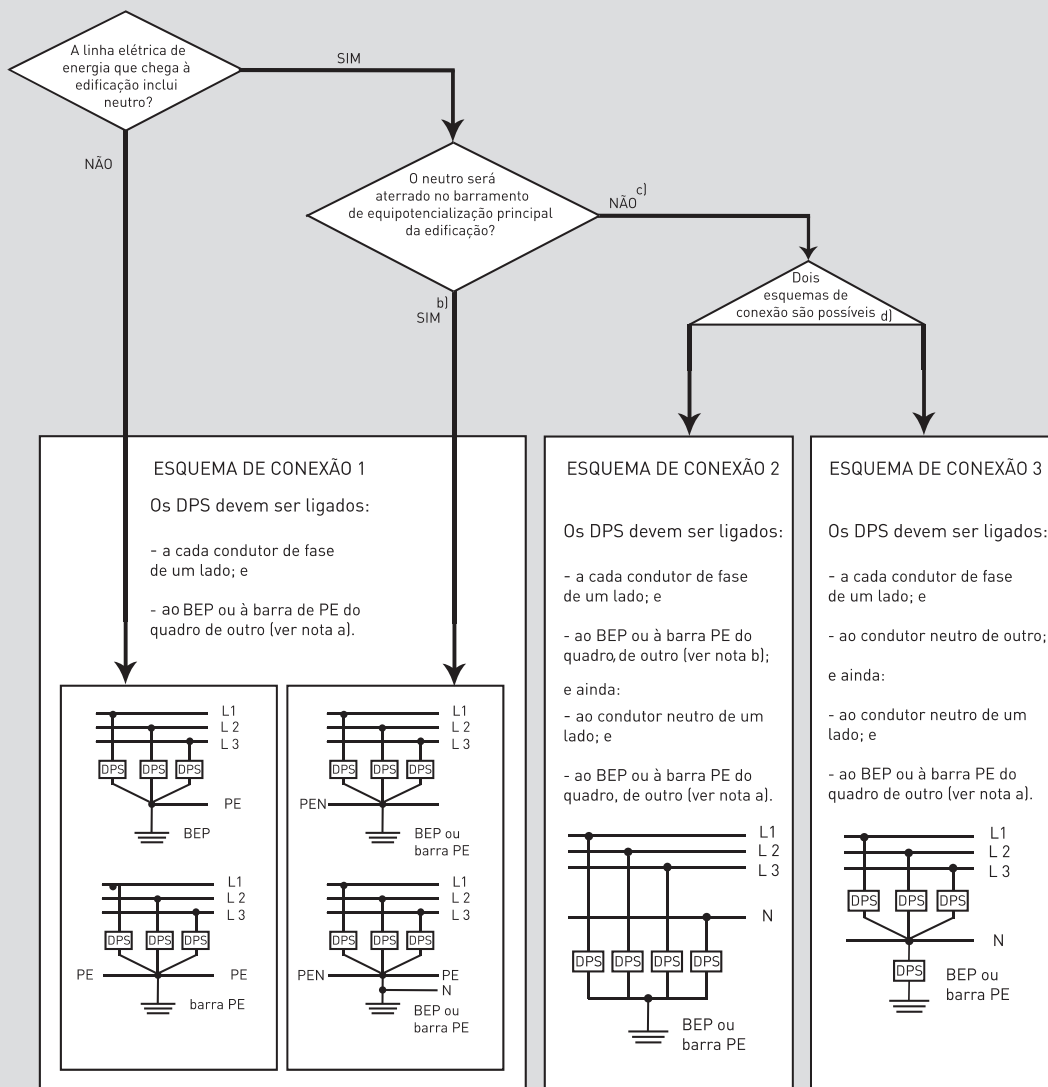 A linha elétrica de
energia que chega à
edificação inclui
neutro?
SIM
NÃO
O neutro será
aterrado no barramento
de equipotencialização principal
da edificação?
NÃO c)
b)
SIM
Dois
esquemas de
conexão são possíveis d)
ESQUEMA DE CONEXÃO 1
Os DPS devem ser ligados:
- a cada condutor de fase
de um lado; e
- ao BEP ou à barra de PE do
quadro de outro (ver nota a).
L1
L 2
L 3
DPS DPS DPS
PE
BEP
L1
L 2
L 3
DPS DPS DPS
PE PE
barra PE
L1
L 2
L 3
DPS DPS DPS
PEN
BEP ou
barra PE
L1
L 2
L 3
DPS DPS DPS
PEN PE
N
BEP ou
barra PE
ESQUEMA DE CONEXÃO 2
Os DPS devem ser ligados:
- a cada condutor de fase
de um lado; e
- ao BEP ou à barra PE do
quadro, de outro (ver nota b);
e ainda:
- ao condutor neutro de um
lado; e
- ao BEP ou à barra PE do
quadro, de outro (ver nota a).
L1
L 2
L 3
N
DPS DPS DPS DPS
BEP ou
barra PE
ESQUEMA DE CONEXÃO 3
Os DPS devem ser ligados:
- a cada condutor de fase
de um lado; e
- ao condutor neutro de outro;
e ainda:
- ao condutor neutro de um
lado; e
- ao BEP ou à barra PE do
quadro de outro (ver nota a).
L1
L 2
L 3
DPS DPS DPS
N
DPS
BEP ou
barra PE